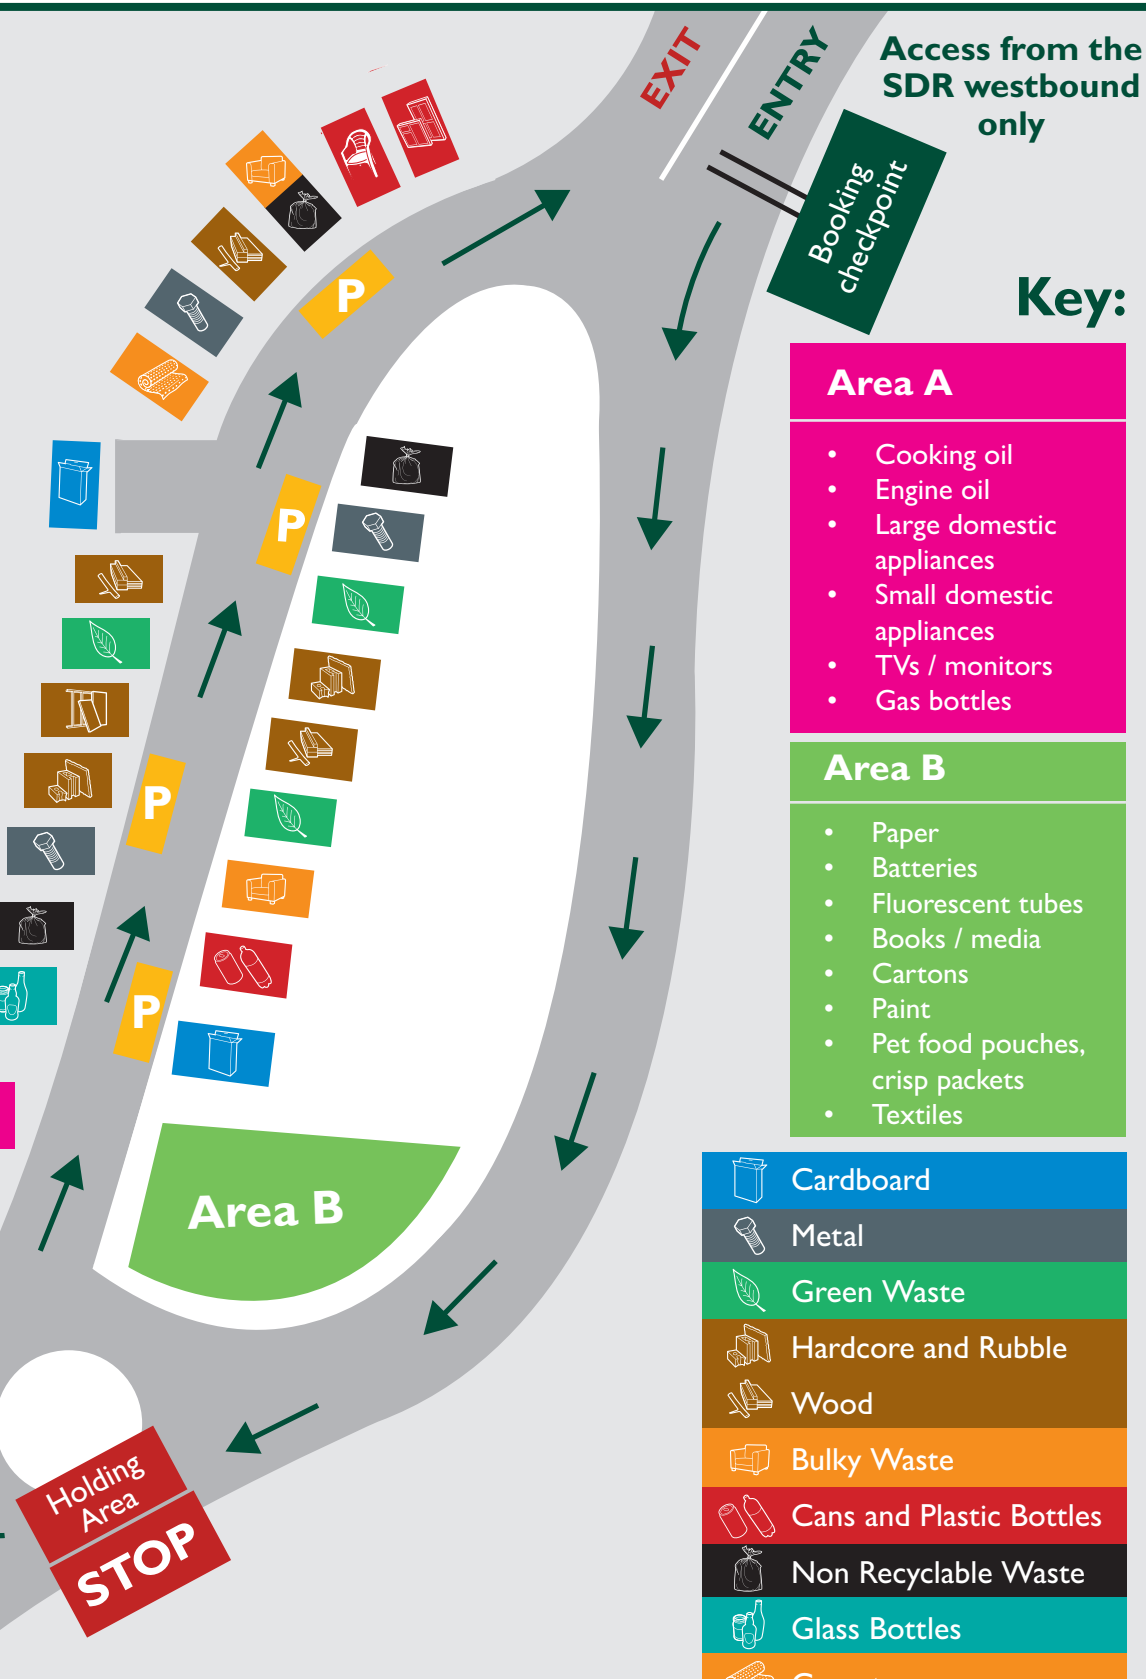 EXIT
ENTRY
Access from the
SDR westbound
only
Booking
checkpoint
Key:
Area A
• Cooking oil
• Engine oil
• Large domestic
appliances
• Small domestic
appliances
• TVs / monitors
• Gas bottles
Area B
• Paper
• Batteries
• Fluorescent tubes
• Books / media
• Cartons
• Paint
• Pet food pouches,
crisp packets
• Textiles
Cardboard
Metal
Green Waste
Hardcore and Rubble
Wood
Bulky Waste
Cans and Plastic Bottles
Non Recyclable Waste
Glass Bottles
P
P
P
P
Area B
Holding
Area
STOP